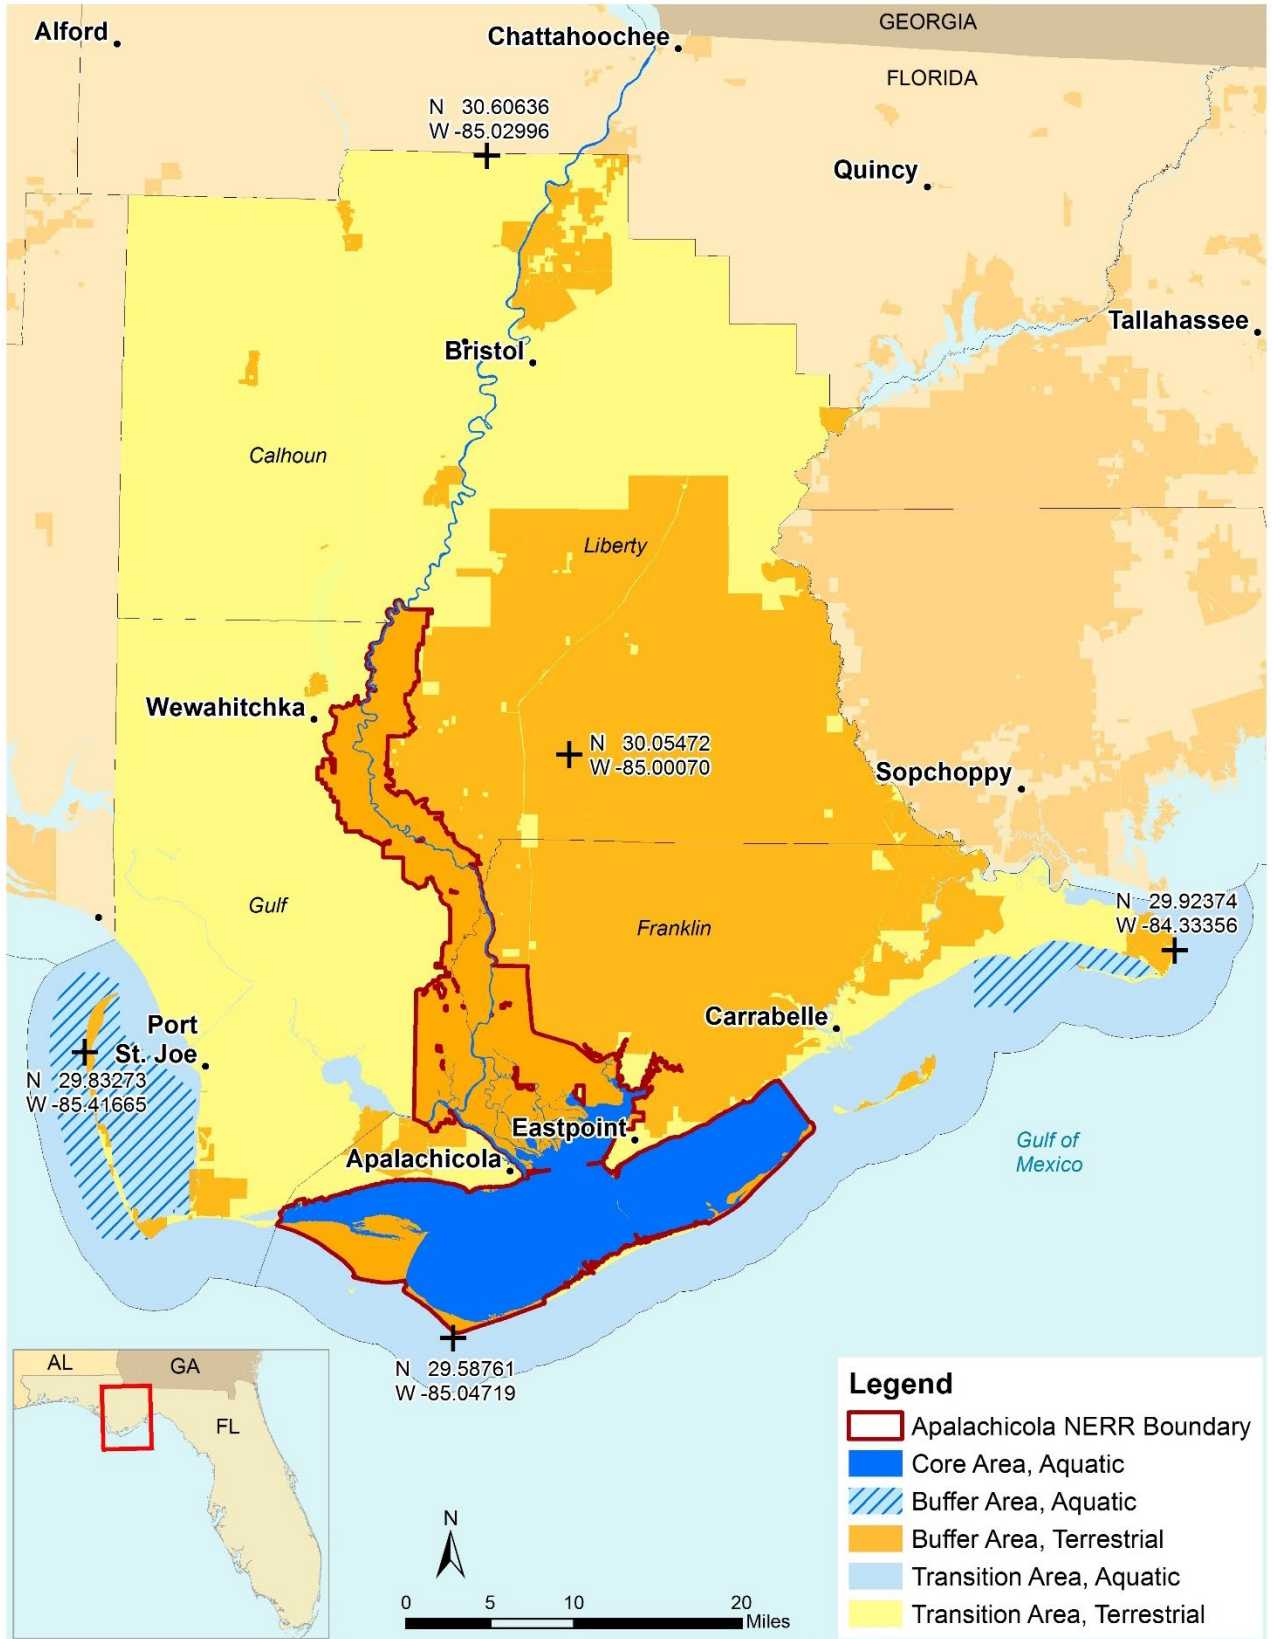 GEORGIA
Alford
Chattahoochee
FLORIDA
N 30.60636
W -85.02996
Quincy
Tallahassee
Bristol
Calhoun
Liberty
Wewahitchka
N 30.05472
W -85.00070
Sopchoppy
Gulf
Franklin
N 29.92374
W -84.33356
Port
St. Joe
Carrabelle
N 29.83273
W -85.41665
Eastpoint
Apalachicola
Gulf of
Mexico
N 29.58761
W -85.04719
AL
GA
FL
N
0 5 10 20
Miles
Legend
Apalachicola NERR Boundary
Core Area, Aquatic
Buffer Area, Aquatic
Buffer Area, Terrestrial
Transition Area, Aquatic
Transition Area, Terrestrial